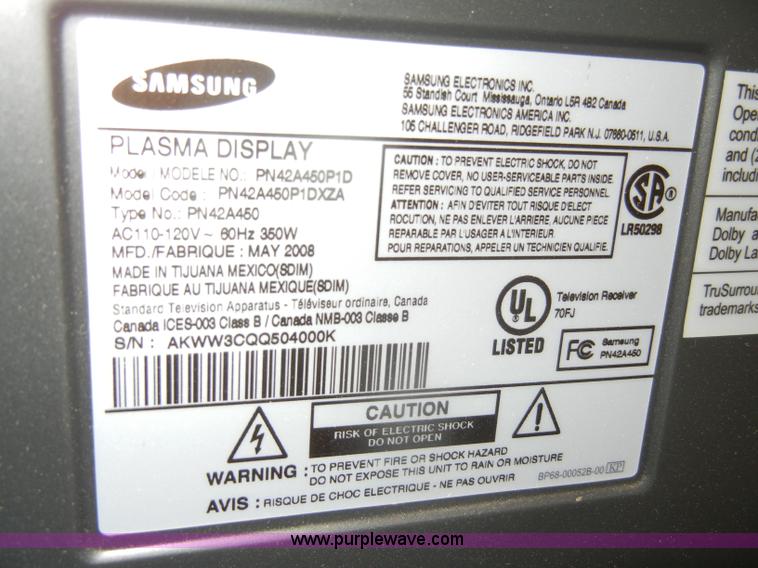 SAMSUNG
SAMSUNG ELECTRONICS INC.
55 Standish Court Mississauga, Ontario L5R 4B2 Canada
SAMSUNG ELECTRONICS AMERICA INC.
105 CHALLENGER ROAD, RIDGEFIELD PARK N.J. 07660-0511, U.S.A.
PLASMA DISPLAY
Model MODELE NO.: PN42A450P1D
Model Code : PN42A450P1DXZA
Type No.: PN42A450
AC110-120V ~ 60Hz 350W
MFD./FABRIQUE : MAY 2008
MADE IN TIJUANA MEXICO(SDIM)
FABRIQUE AU TIJUANA MEXIQUE(SDIM)
Standard Television Apparatus - Téléviseur ordinaire, Canada
Canada ICES-003 Class B / Canada NMB-003 Classe B
S/N : AKWW3CQQ504000K
CAUTION : TO PREVENT ELECTRIC SHOCK, DO NOT
REMOVE COVER, NO USER-SERVICEABLE PARTS INSIDE.
REFER SERVICING TO QUALIFIED SERVICE PERSONNEL.
ATTENTION : AFIN D'EVITER TOUT RISQUE D'ELECT
ROCUTION, NE PAS ENLEVER L'ARRIERE, AUCUNE PIECE
REPARABLE PAR L'USAGER A L'INTERIEUR.
POUR REPARATIONS, APPELER UN TECHNICIEN QUALIFIE.
SA ®
LR50298
UL ®
LISTED
Television Receiver
70FJ
FC Samsung
PN42A450
CAUTION
RISK OF ELECTRIC SHOCK
DO NOT OPEN
WARNING : TO PREVENT FIRE OR SHOCK HAZARD
DO NOT EXPOSE THIS UNIT TO RAIN OR MOISTURE
AVIS : RISQUE DE CHOC ELECTRIQUE - NE PAS OUVRIR
BP68-00052B-00 KP
This
Ope
cond
and (2
includi
Manufa
Dolby a
Dolby La
TruSurrou
trademarks
www.purplewave.com